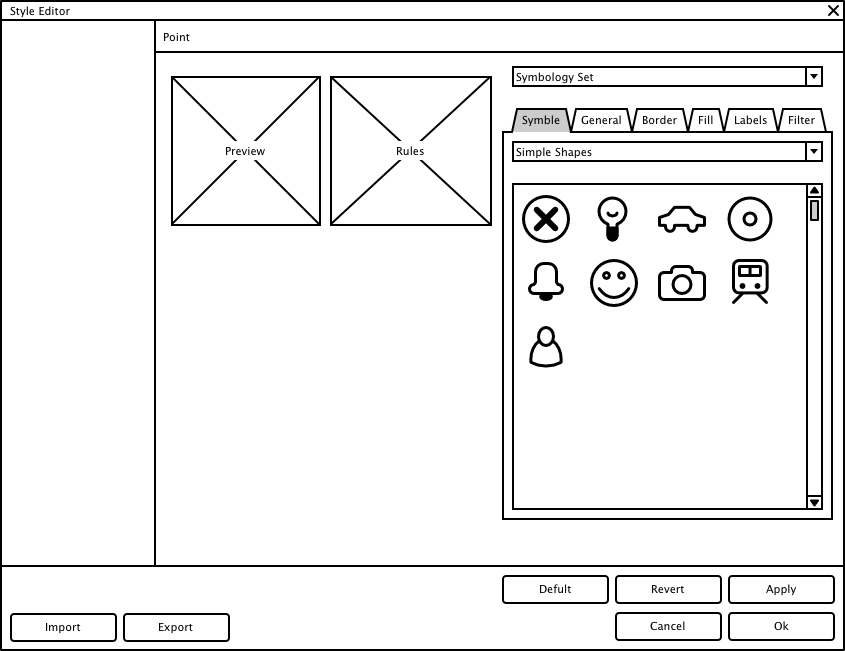 Style Editor
Point
Symbology Set
Symble General Border Fill Labels Filter
Simple Shapes
Preview
Rules
Defult Revert Apply
Import Export Cancel Ok